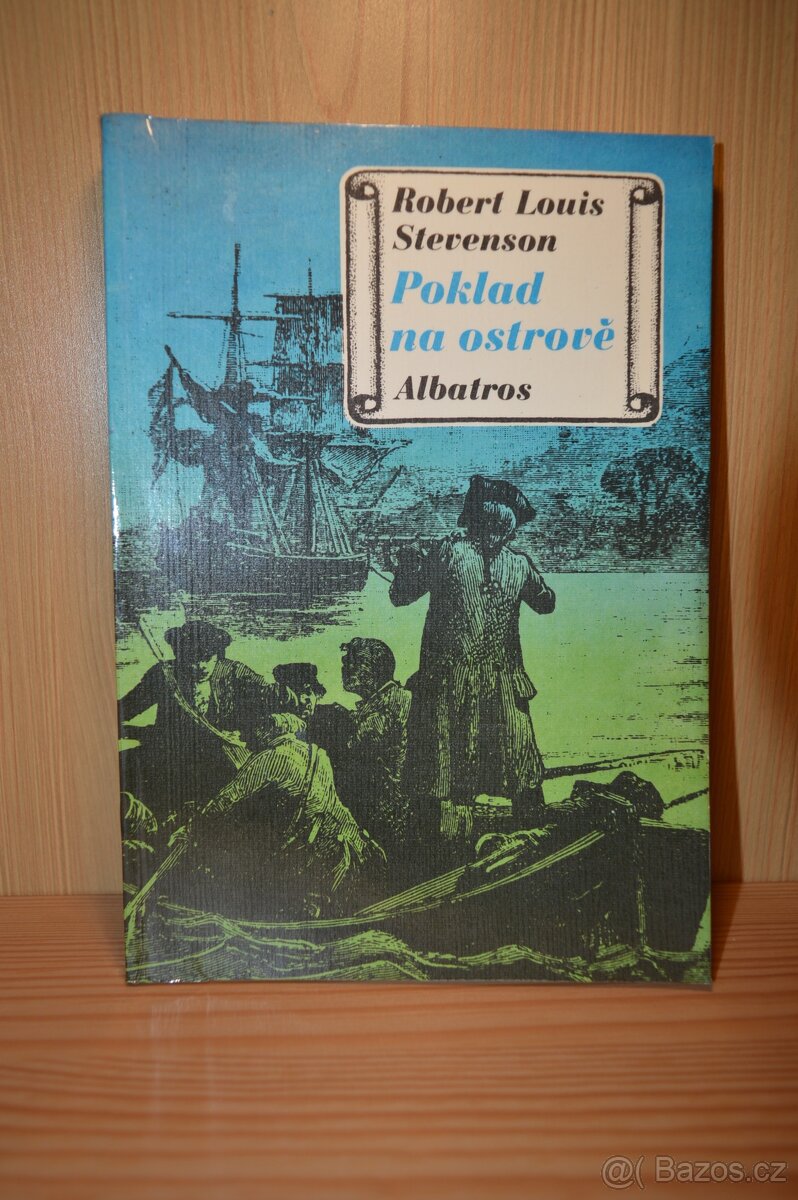 Robert Louis
Stevenson
Poklad
na ostrově
Albatros
@( Bazos.cz